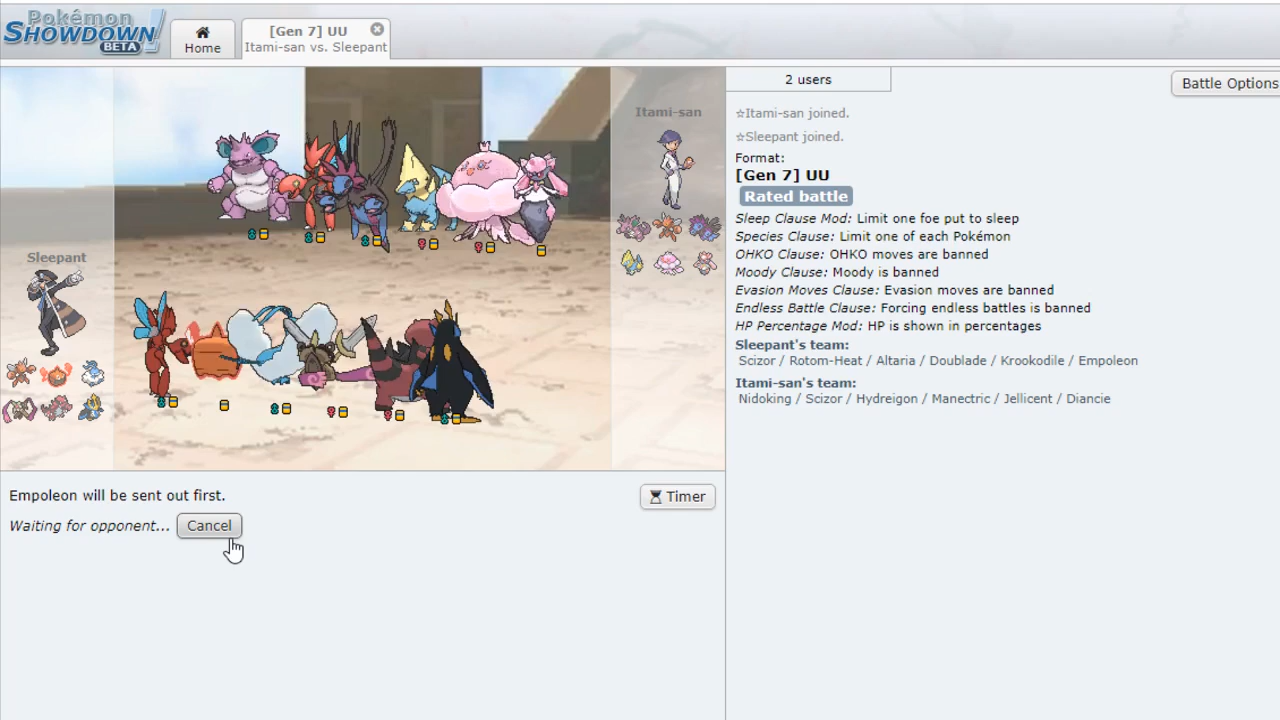 Pokémon
SHOWDOWN!
BETA
Home
[Gen 7] UU
Itami-san vs. Sleepant
2 users
Battle Options
Itami-san
Sleepant
☆Itami-san joined.
☆Sleepant joined.
Format:
[Gen 7] UU
Rated battle
Sleep Clause Mod: Limit one foe put to sleep
Species Clause: Limit one of each Pokémon
OHKO Clause: OHKO moves are banned
Moody Clause: Moody is banned
Evasion Moves Clause: Evasion moves are banned
Endless Battle Clause: Forcing endless battles is banned
HP Percentage Mod: HP is shown in percentages
Sleepant's team:
Scizor / Rotom-Heat / Altaria / Doublade / Krookodile / Empoleon
Itami-san's team:
Nidoking / Scizor / Hydreigon / Manectric / Jellicent / Diancie
Empoleon will be sent out first.
Timer
Waiting for opponent... Cancel